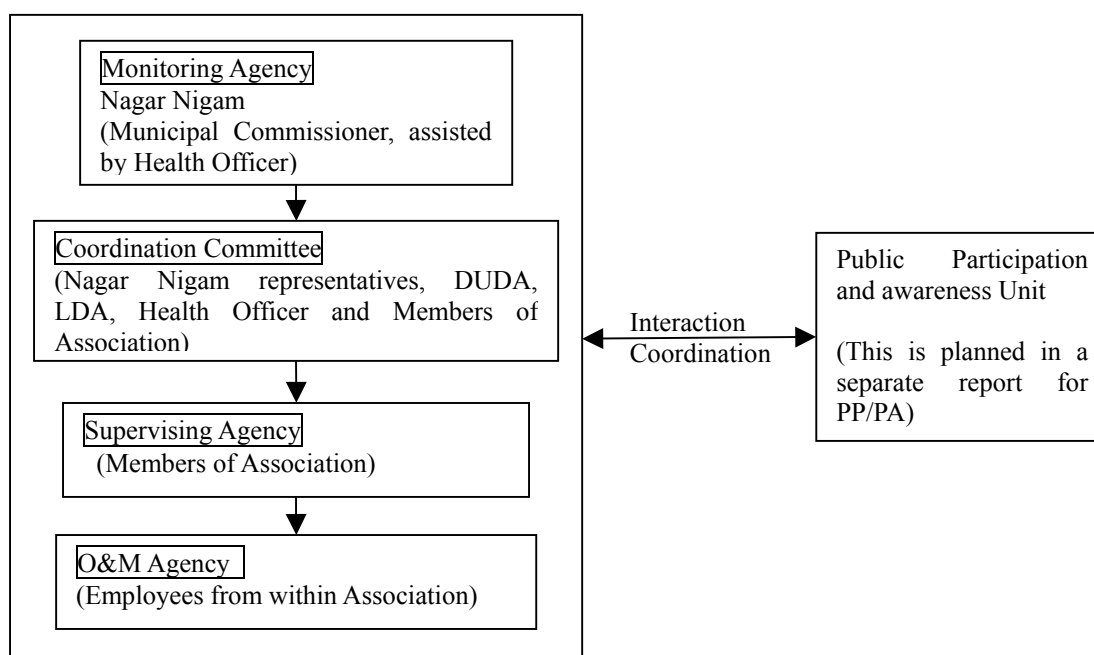 Monitoring Agency
Nagar Nigam
(Municipal Commissioner, assisted
by Health Officer)
Coordination Committee
(Nagar Nigam representatives, DUDA,
LDA, Health Officer and Members of
Association)
Supervising Agency
(Members of Association)
O&M Agency
(Employees from within Association)
Interaction
Coordination
Public Participation
and awareness Unit
(This is planned in a
separate report for
PP/PA)